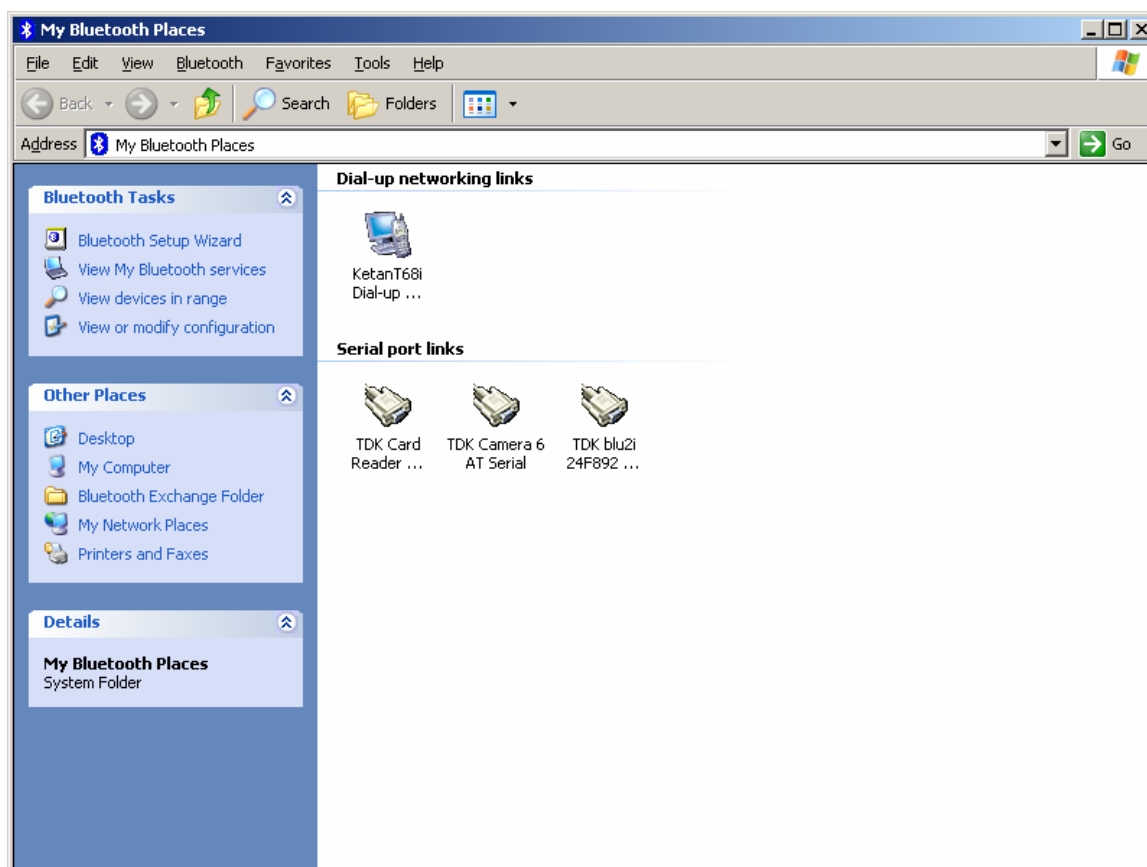 My Bluetooth Places
File Edit View Bluetooth Favorites Tools Help
Back Search Folders
Address My Bluetooth Places Go
Bluetooth Tasks
Bluetooth Setup Wizard
View My Bluetooth services
View devices in range
View or modify configuration
Other Places
Desktop
My Computer
Bluetooth Exchange Folder
My Network Places
Printers and Faxes
Details
My Bluetooth Places
System Folder
Dial-up networking links
KetanT68i
Dial-up ...
Serial port links
TDK Card
Reader ...
TDK Camera 6
AT Serial
TDK blu2i
24F892 ...